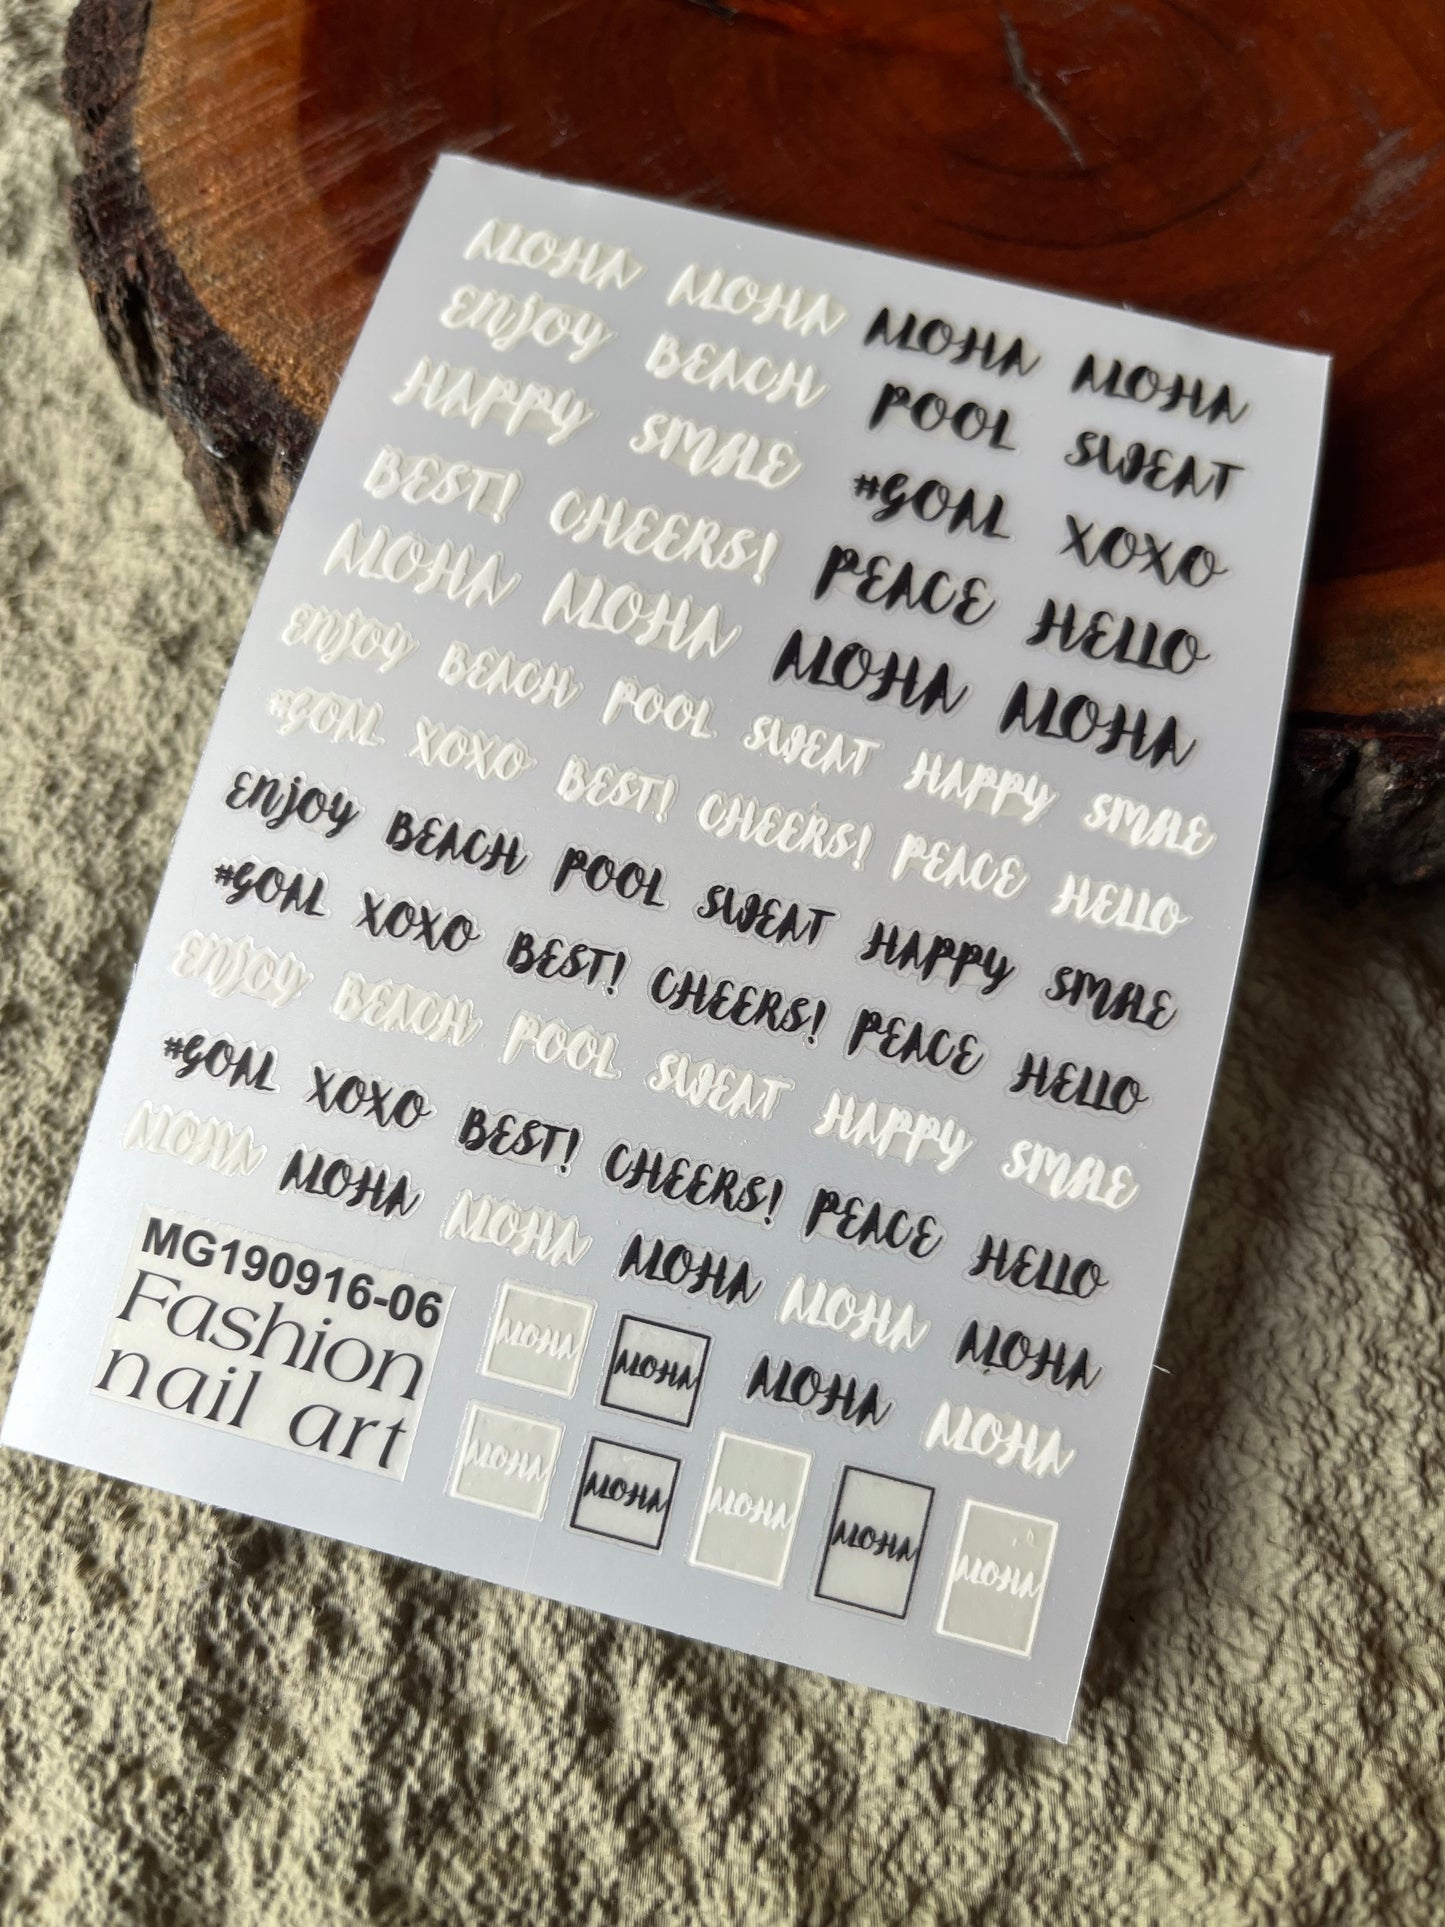 ALOHA ALOHA ALOHA ALOHA
ENJOY BEACH POOL SWEAT
HAPPY SMILE #GOAL XOXO
BEST! CHEERS! PEACE HELLO
ALOHA ALOHA ALOHA ALOHA
ENJOY BEACH POOL SWEAT HAPPY SMILE
#GOAL XOXO BEST! CHEERS! PEACE HELLO
ENJOY BEACH POOL SWEAT HAPPY SMILE
#GOAL XOXO BEST! CHEERS! PEACE HELLO
ENJOY BEACH POOL SWEAT HAPPY SMILE
#GOAL XOXO BEST! CHEERS! PEACE HELLO
ALOHA ALOHA ALOHA ALOHA ALOHA ALOHA
MG190916-06
Fashion
nail art
ALOHA ALOHA ALOHA ALOHA
ALOHA ALOHA ALOHA ALOHA ALOHA